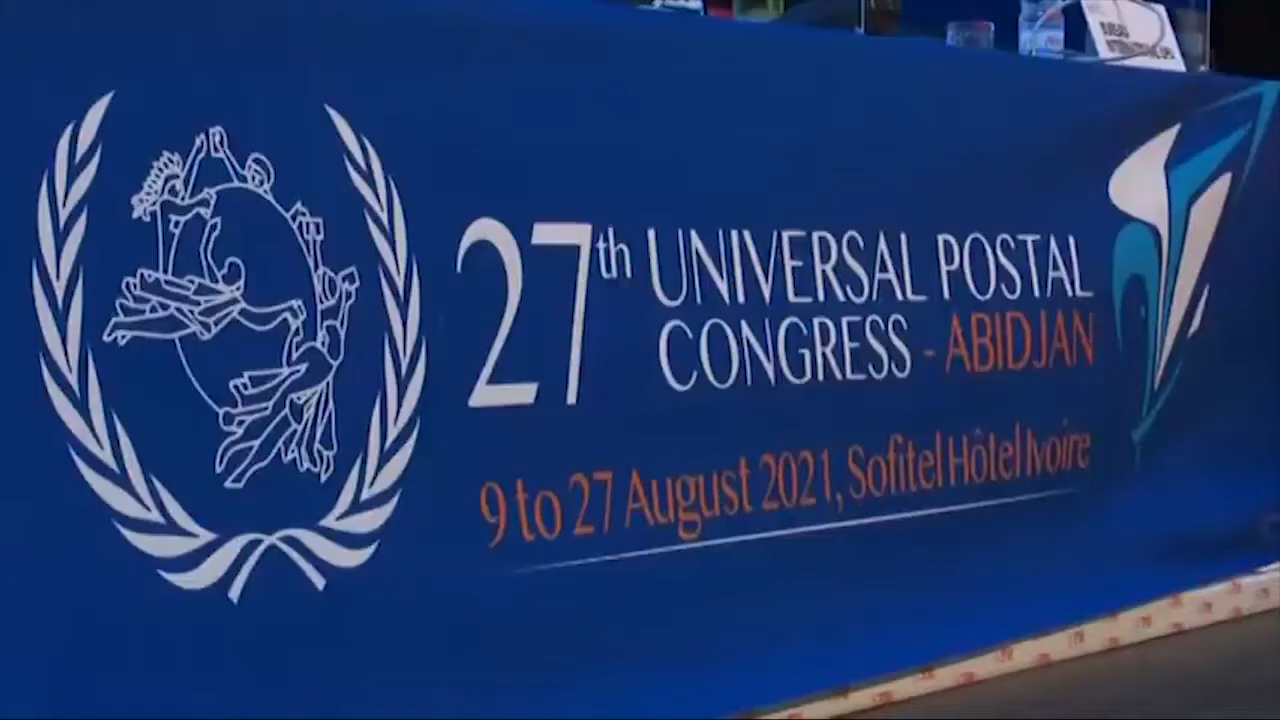 27th UNIVERSAL POSTAL
CONGRESS - ABIDJAN
9 to 27 August 2021, Sofitel Hôtel Ivoire